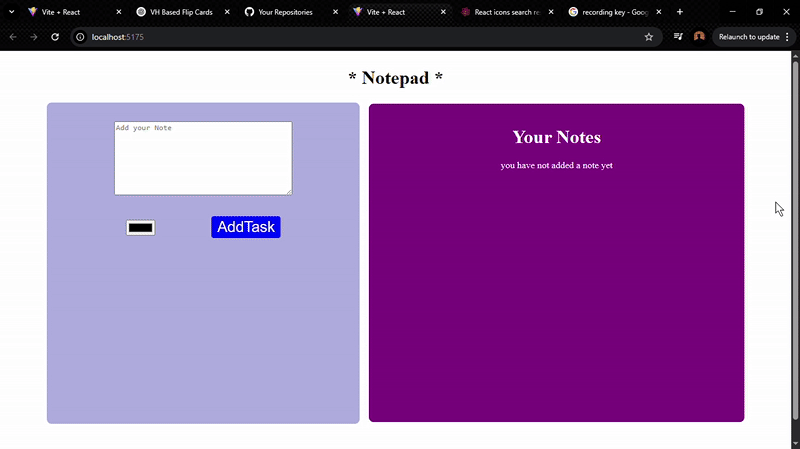 Vite + React
VH Based Flip Cards
Your Repositories
Vite + React
React icons search re
recording key - Goog
localhost:5175
Relaunch to update
* Notepad *
Add your Note
AddTask
Your Notes
you have not added a note yet